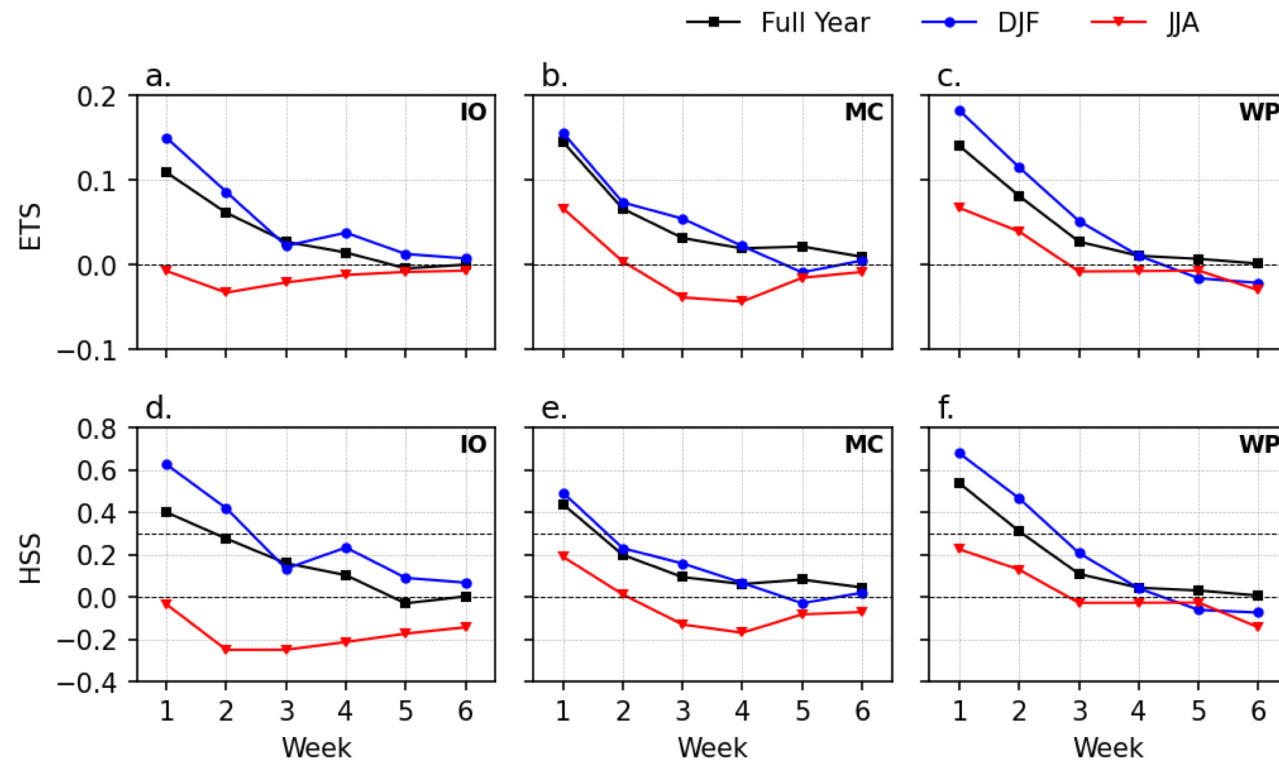 Full Year DJF JJA
a. b. c.
0.2 IO MC WP
0.1
ETS
0.0
−0.1
d. e. f.
0.8 IO MC WP
0.6
0.4
HSS
0.2
0.0
−0.2
−0.4
1 2 3 4 5 6 1 2 3 4 5 6 1 2 3 4 5 6
Week Week Week